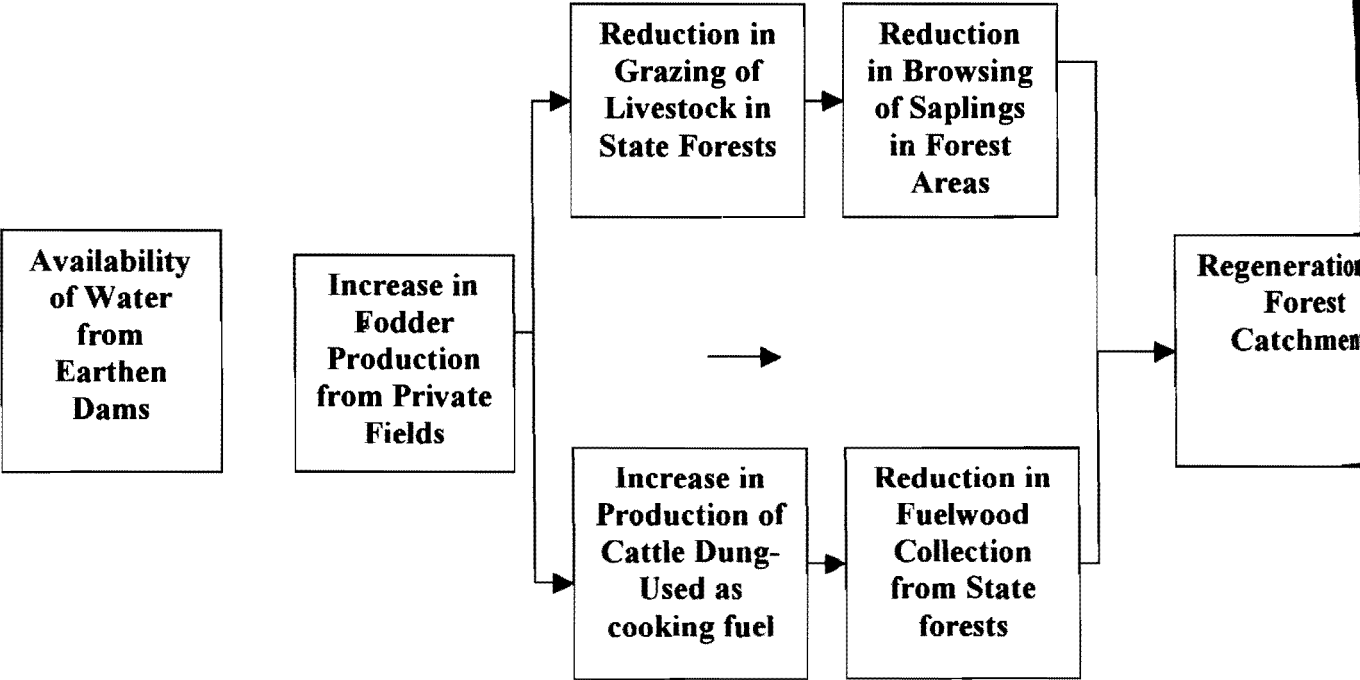 Availability
of Water
from
Earthen
Dams
Increase in
Fodder
Production
from Private
Fields
Reduction in
Grazing of
Livestock in
State Forests
Reduction
in Browsing
of Saplings
in Forest
Areas
Increase in
Production of
Cattle Dung-
Used as
cooking fuel
Reduction in
Fuelwood
Collection
from State
forests
Forest